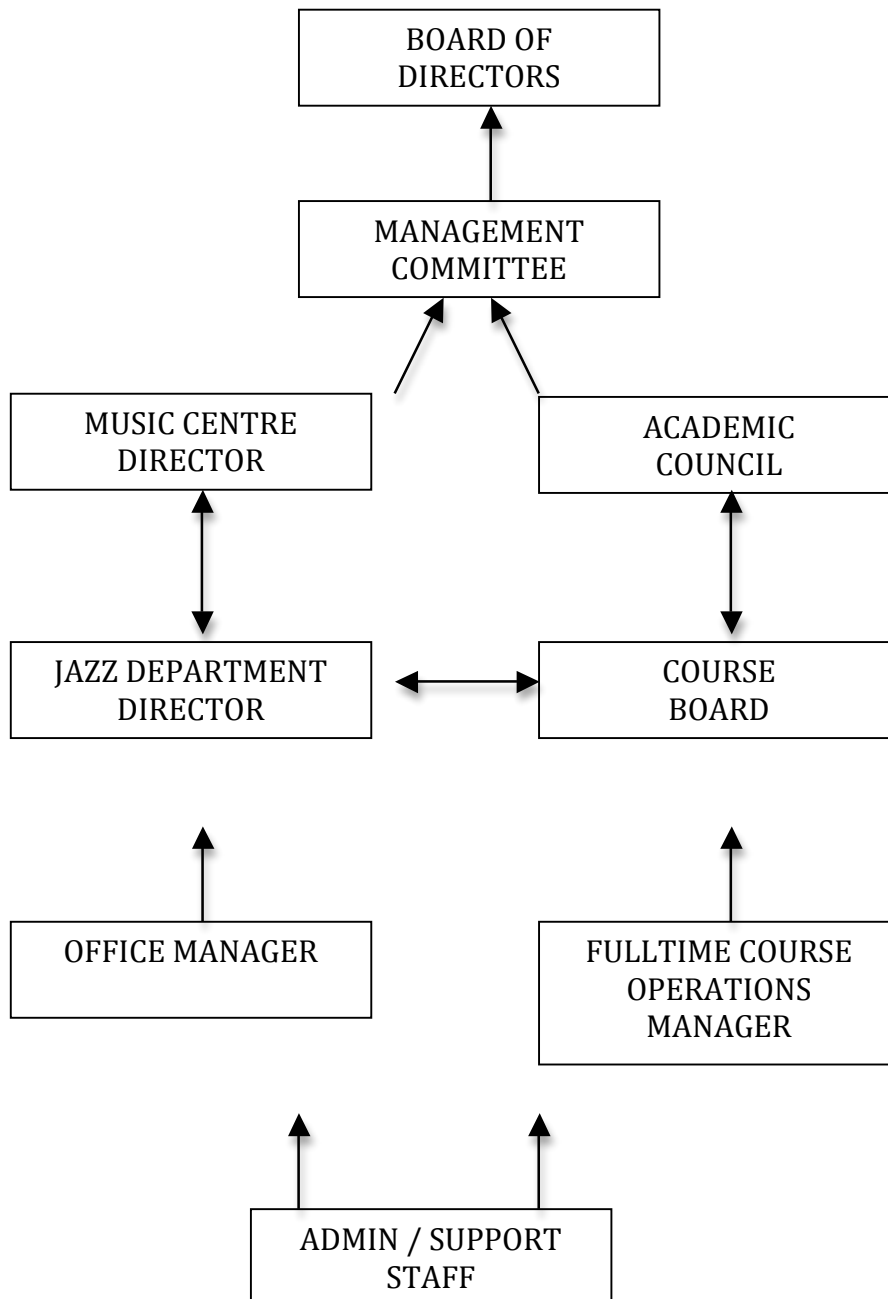 BOARD OF
DIRECTORS
MANAGEMENT
COMMITTEE
MUSIC CENTRE
DIRECTOR
ACADEMIC
COUNCIL
JAZZ DEPARTMENT
DIRECTOR
COURSE
BOARD
OFFICE MANAGER
FULLTIME COURSE
OPERATIONS
MANAGER
ADMIN / SUPPORT
STAFF